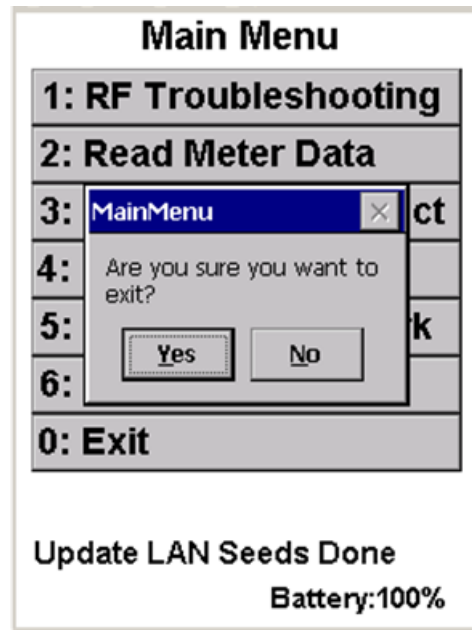 Main Menu
1: RF Troubleshooting
2: Read Meter Data
3: ct
MainMenu
4:
Are you sure you want to
exit?
5: k
Yes No
6:
0: Exit
Update LAN Seeds Done
Battery:100%